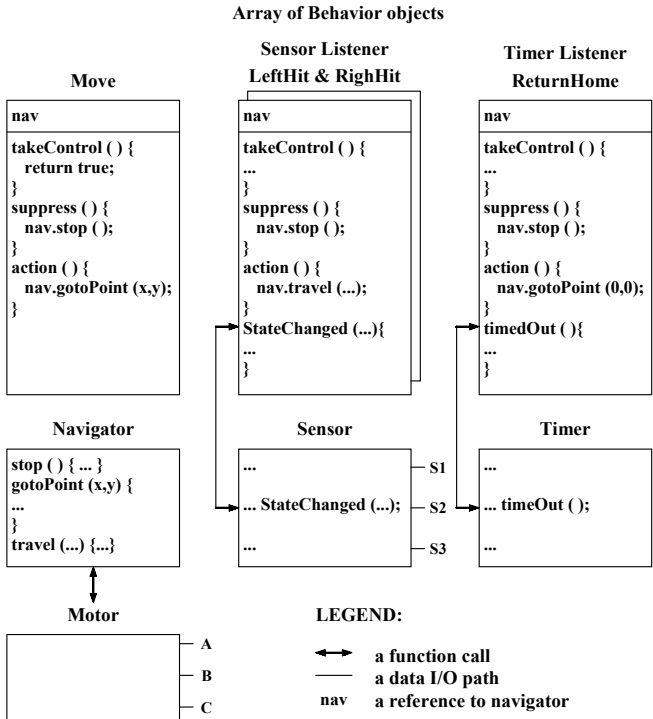 Array of Behavior objects
Move
nav
takeControl ( ) {
return true;
}
suppress ( ) {
nav.stop ( );
}
action ( ) {
nav.gotoPoint (x,y);
}
Sensor Listener
LeftHit & RighHit
nav
takeControl ( ) {
...
}
suppress ( ) {
nav.stop ( );
}
action ( ) {
nav.travel (...);
}
StateChanged (...){
...
}
Timer Listener
ReturnHome
nav
takeControl ( ) {
...
}
suppress ( ) {
nav.stop ( );
}
action ( ) {
nav.gotoPoint (0,0);
}
timedOut ( ){
...
}
Navigator
stop ( ) { ... }
gotoPoint (x,y) {
...
}
travel (...) {...}
Sensor
...
... StateChanged (...);
...
S1
S2
S3
Timer
...
... timeOut ( );
...
Motor
A
B
C
LEGEND:
a function call
a data I/O path
nav a reference to navigator